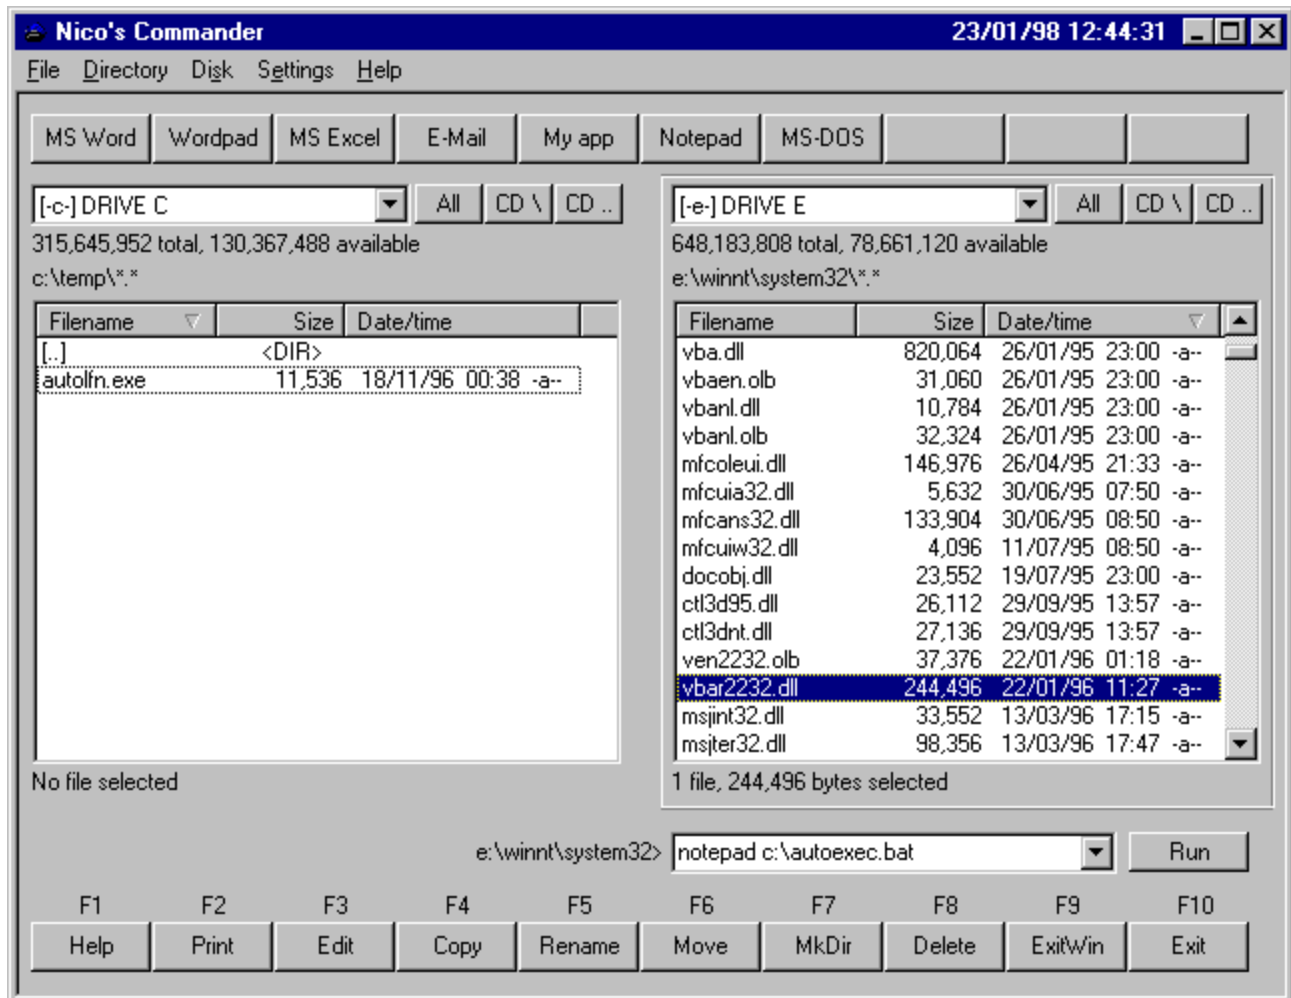 Nico's Commander 23/01/98 12:44:31
File Directory Disk Settings Help
MS Word Wordpad MS Excel E-Mail My app Notepad MS-DOS
[-c-] DRIVE C All CD \ CD ..
315,645,952 total, 130,367,488 available
c:\temp\*.*
Filename Size Date/time
[..] <DIR>
autolfn.exe 11,536 18/11/96 00:38 -a--
No file selected
[-e-] DRIVE E All CD \ CD ..
648,183,808 total, 78,661,120 available
e:\winnt\system32\*.*
Filename Size Date/time
vba.dll 820,064 26/01/95 23:00 -a--
vbaen.olb 31,060 26/01/95 23:00 -a--
vbanl.dll 10,784 26/01/95 23:00 -a--
vbanl.olb 32,324 26/01/95 23:00 -a--
mfcoleui.dll 146,976 26/04/95 21:33 -a--
mfcuia32.dll 5,632 30/06/95 07:50 -a--
mfcans32.dll 133,904 30/06/95 08:50 -a--
mfcuiw32.dll 4,096 11/07/95 08:50 -a--
docobj.dll 23,552 19/07/95 23:00 -a--
ctl3d95.dll 26,112 29/09/95 13:57 -a--
ctl3dnt.dll 27,136 29/09/95 13:57 -a--
ven2232.olb 37,376 22/01/96 01:18 -a--
vbar2232.dll 244,496 22/01/96 11:27 -a--
msjint32.dll 33,552 13/03/96 17:15 -a--
msjter32.dll 98,356 13/03/96 17:47 -a--
1 file, 244,496 bytes selected
e:\winnt\system32> notepad c:\autoexec.bat Run
F1 F2 F3 F4 F5 F6 F7 F8 F9 F10
Help Print Edit Copy Rename Move MkDir Delete ExitWin Exit